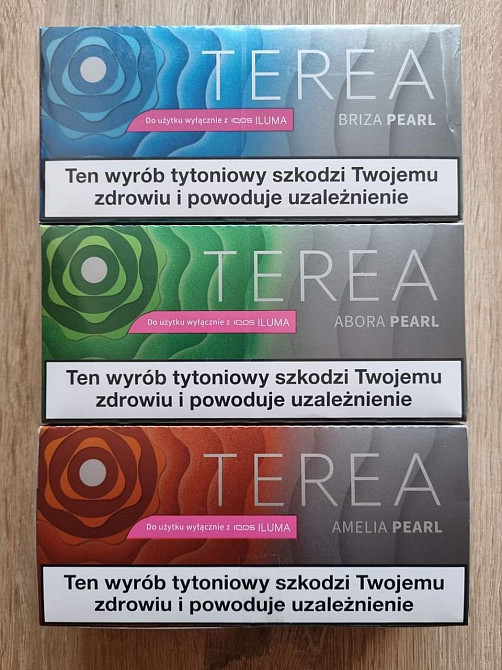 TEREA
Do użytku wyłącznie z IQOS ILUMA
BRIZA PEARL
Ten wyrób tytoniowy szkodzi Twojemu
zdrowiu i powoduje uzależnienie
TEREA
Do użytku wyłącznie z IQOS ILUMA
ABORA PEARL
Ten wyrób tytoniowy szkodzi Twojemu
zdrowiu i powoduje uzależnienie
TEREA
Do użytku wyłącznie z IQOS ILUMA
AMELIA PEARL
Ten wyrób tytoniowy szkodzi Twojemu
zdrowiu i powoduje uzależnienie